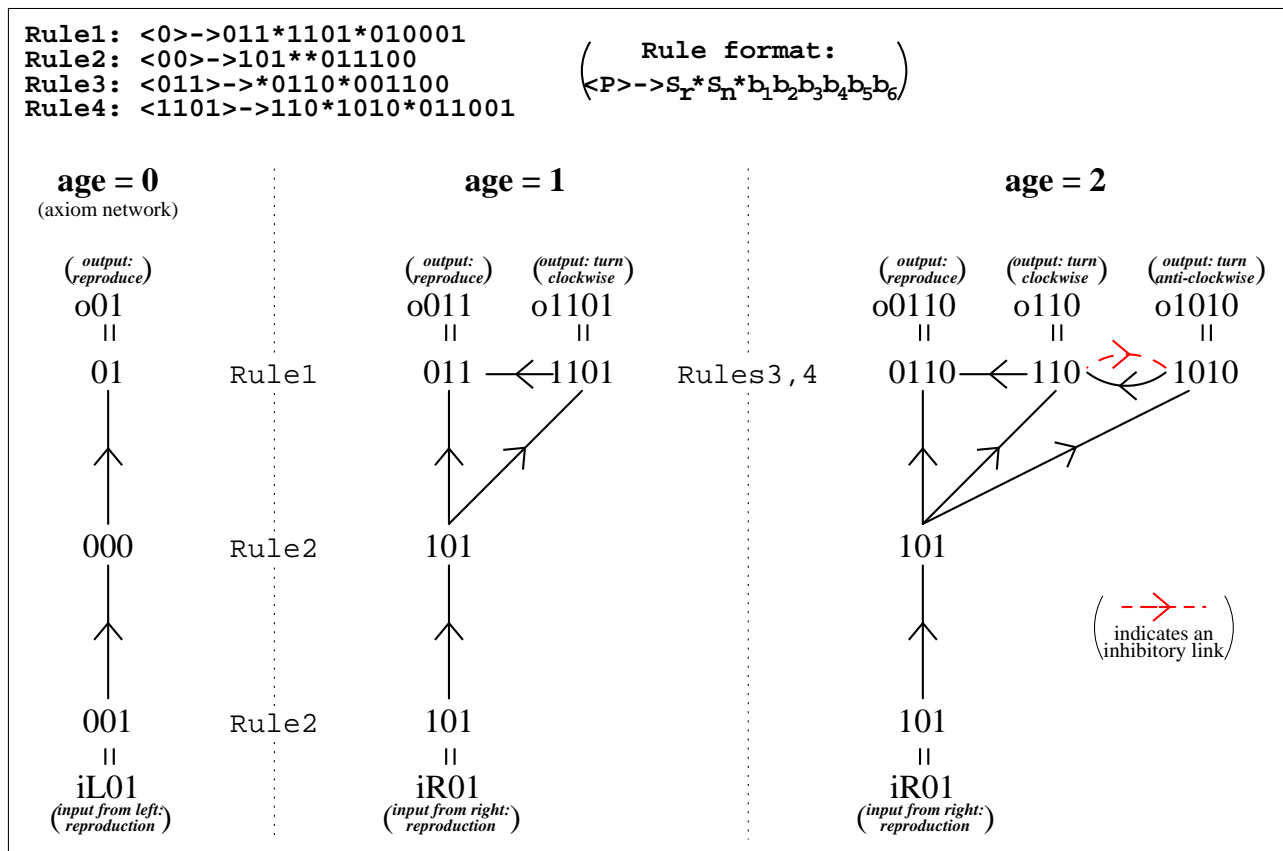 Rule1: <0>->011*1101*010001
Rule2: <00>->101**011100
Rule3: <011>->*0110*001100
Rule4: <1101>->110*1010*011001
Rule format:
<P>->Sr*Sn*b1b2b3b4b5b6
age = 0 age = 1 age = 2
(axiom network)
(output: reproduce) (output: reproduce) (output: turn clockwise) (output: reproduce) (output: turn clockwise) (output: turn anti-clockwise)
o01 o011 o1101 o0110 o110 o1010
01 Rule1 011 1101 Rules3,4 0110 110 1010
000 Rule2 101 101
indicates an
inhibitory link
001 Rule2 101 101
iL01 iR01 iR01
(input from left: reproduction) (input from right: reproduction) (input from right: reproduction)